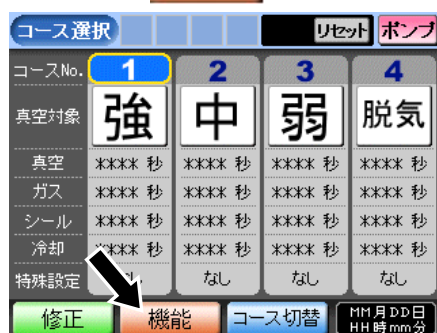 コース選択 リセット ポンプ
コースNo. 1 2 3 4
真空対象 強 中 弱 脱気
真空 **** 秒 **** 秒 **** 秒 **** 秒
ガス **** 秒 **** 秒 **** 秒 **** 秒
シール **** 秒 **** 秒 **** 秒 **** 秒
冷却 **** 秒 **** 秒 **** 秒 **** 秒
特殊設定 なし なし なし
修正 機能 コース切替 MM月DD日
HH時mm分